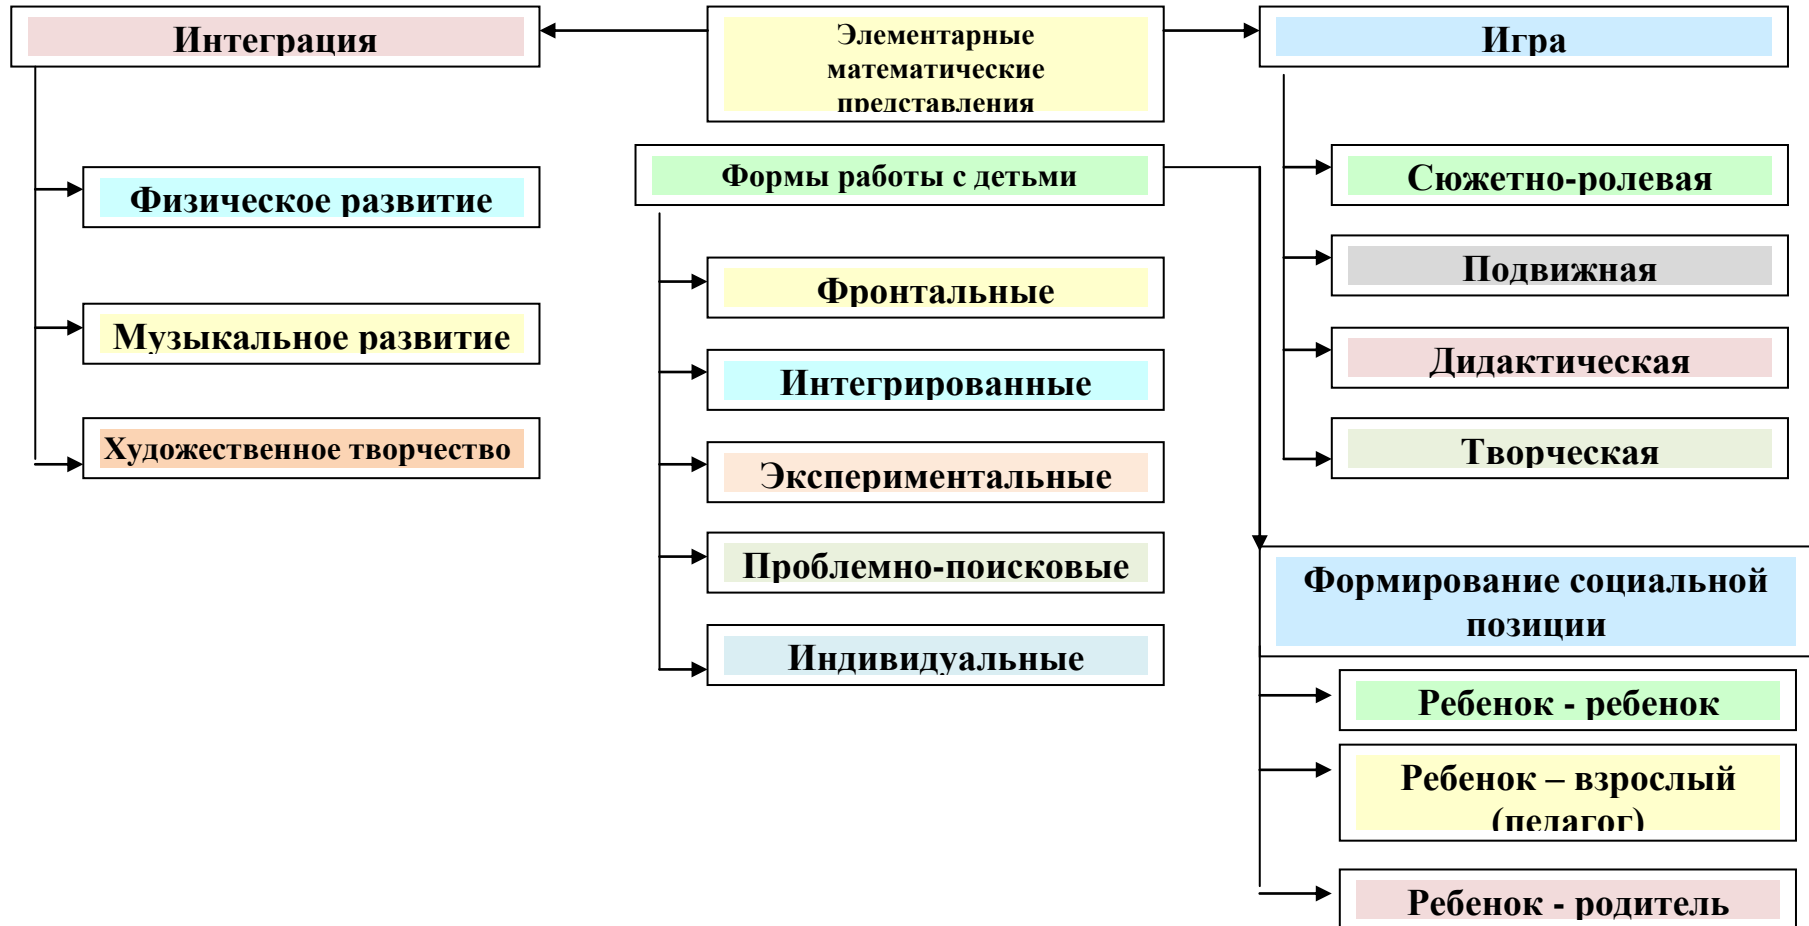 Интеграция
Элементарные
математические
представления
Игра
Физическое развитие
Музыкальное развитие
Художественное творчество
Формы работы с детьми
Фронтальные
Интегрированные
Экспериментальные
Проблемно-поисковые
Индивидуальные
Сюжетно-ролевая
Подвижная
Дидактическая
Творческая
Формирование социальной
позиции
Ребенок - ребенок
Ребенок – взрослый
(педагог)
Ребенок - родитель